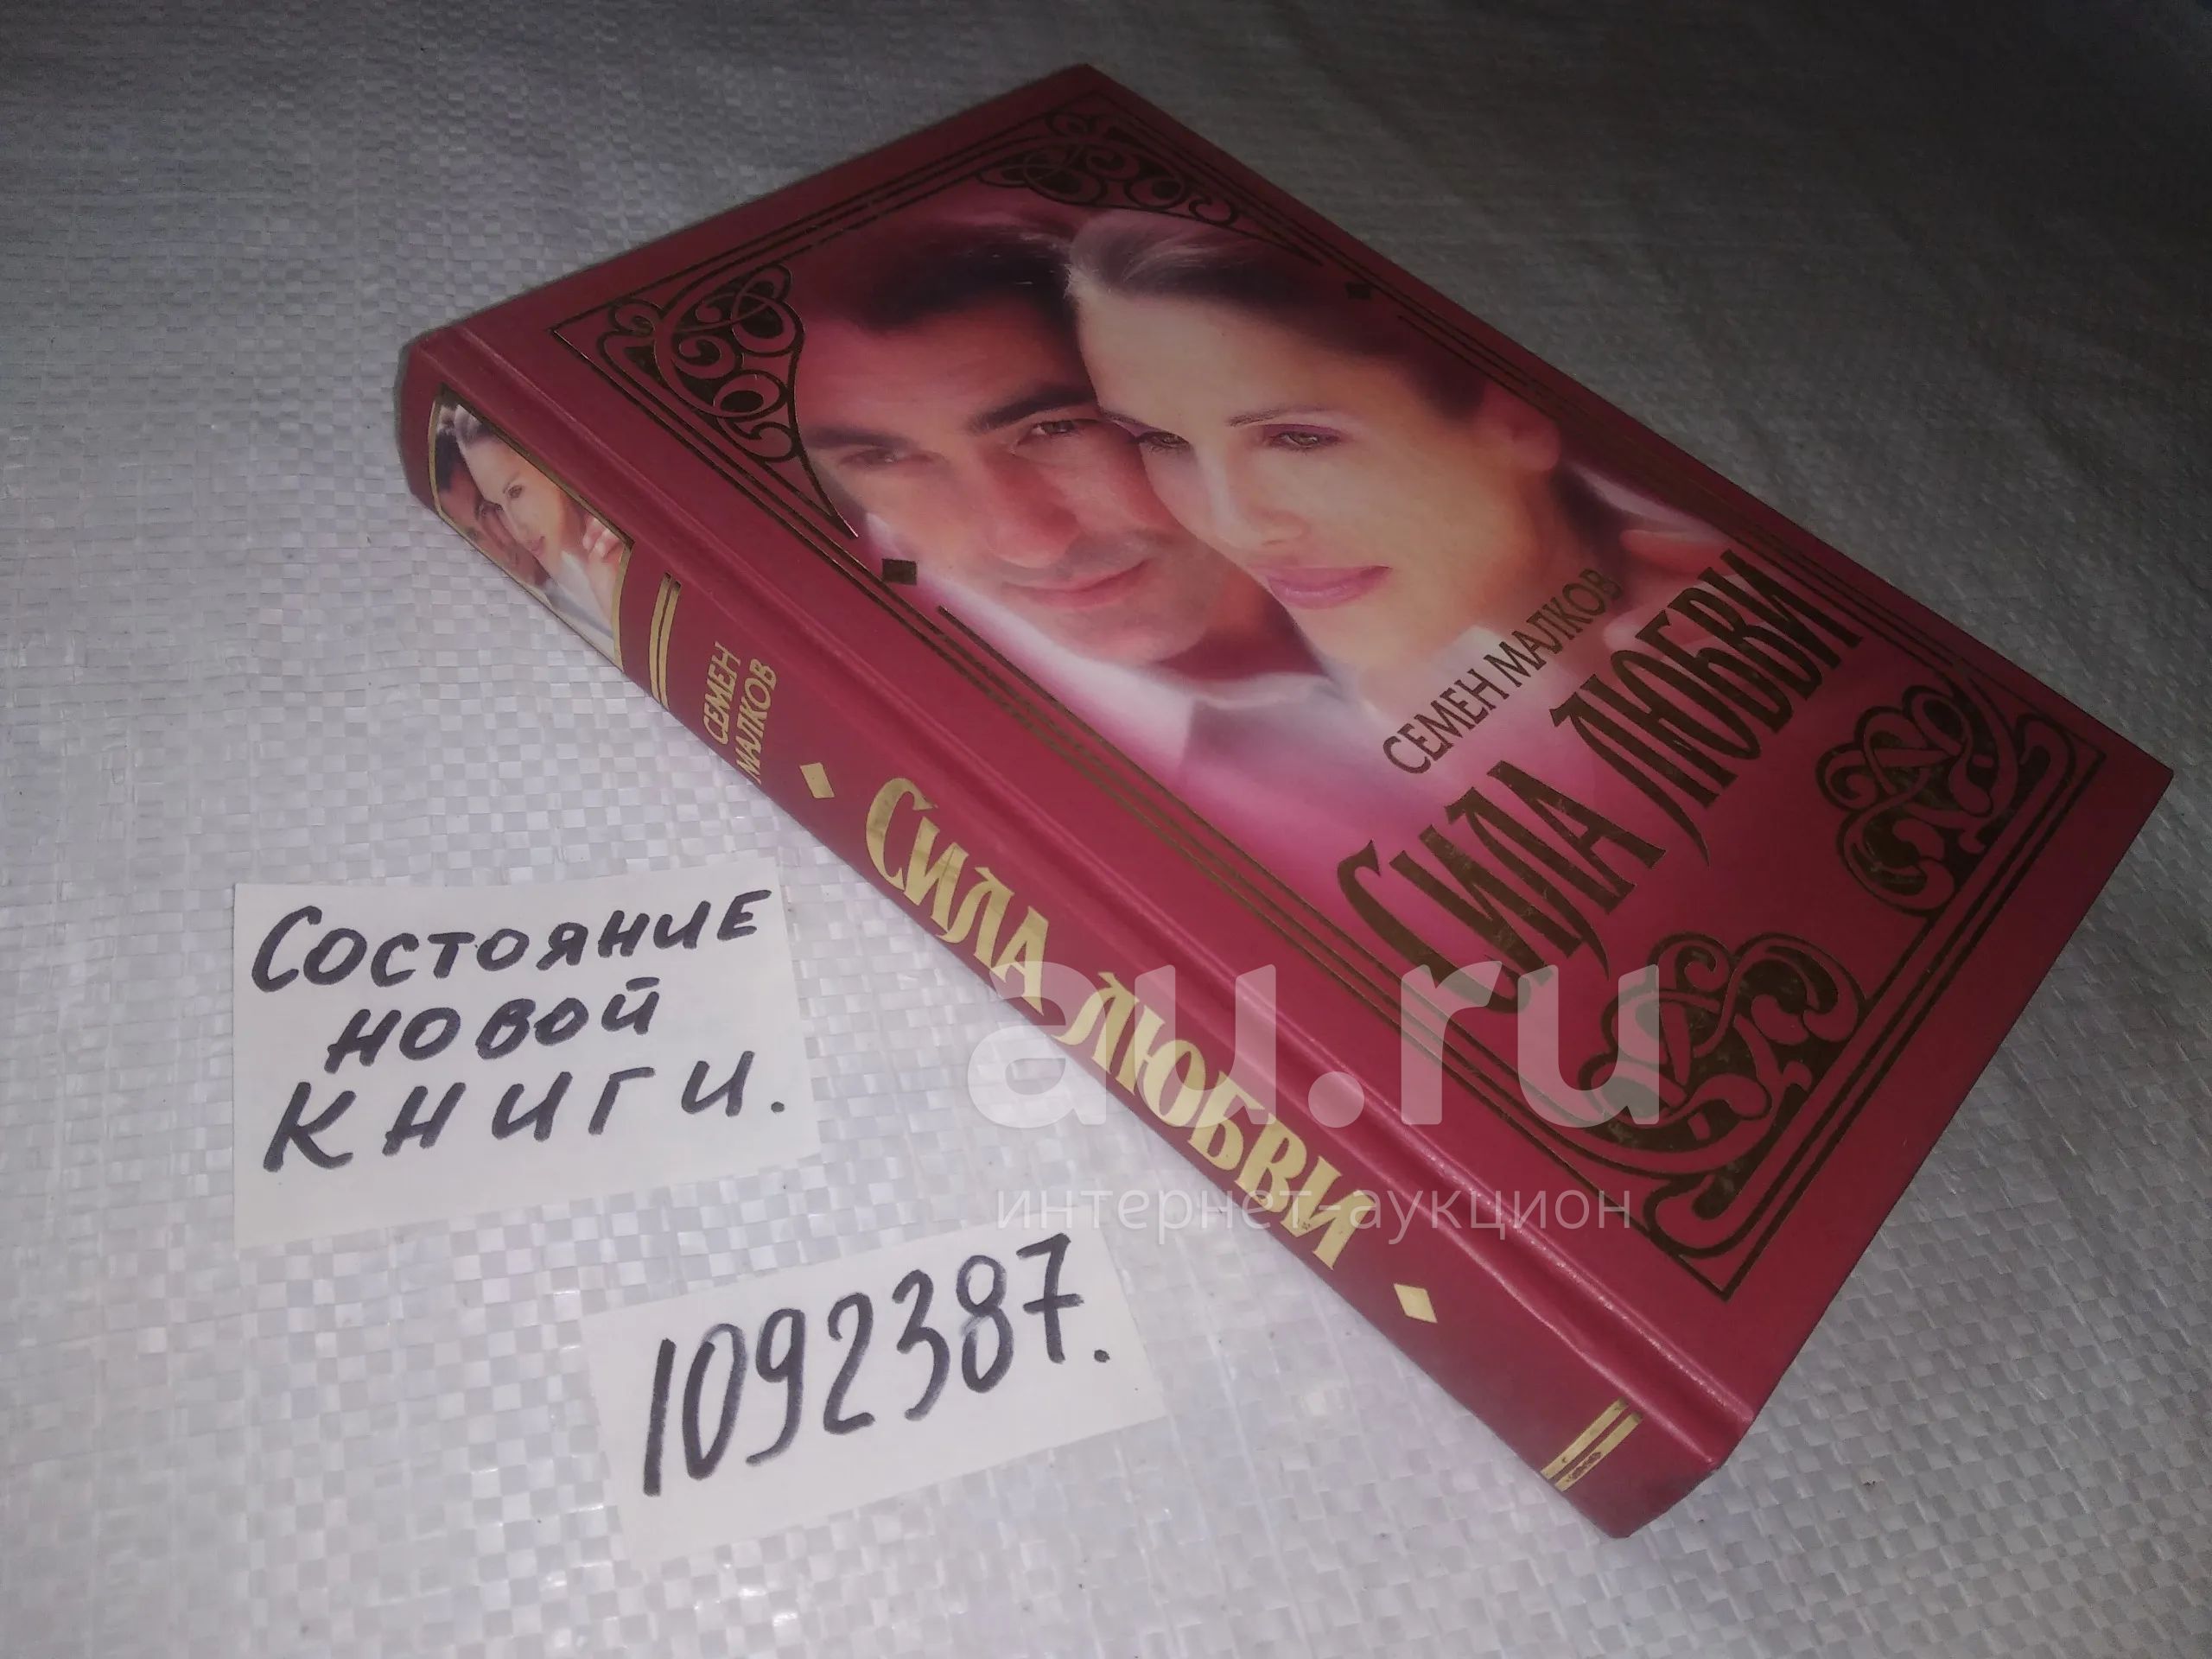 СЕМЕН МАЛКОВ
СИЛА ЛЮБВИ
СЕМЕН
МАЛКОВ
СИЛА ЛЮБВИ
Состояние
новой
книги.
1092387.
au.ru
интернет-аукцион